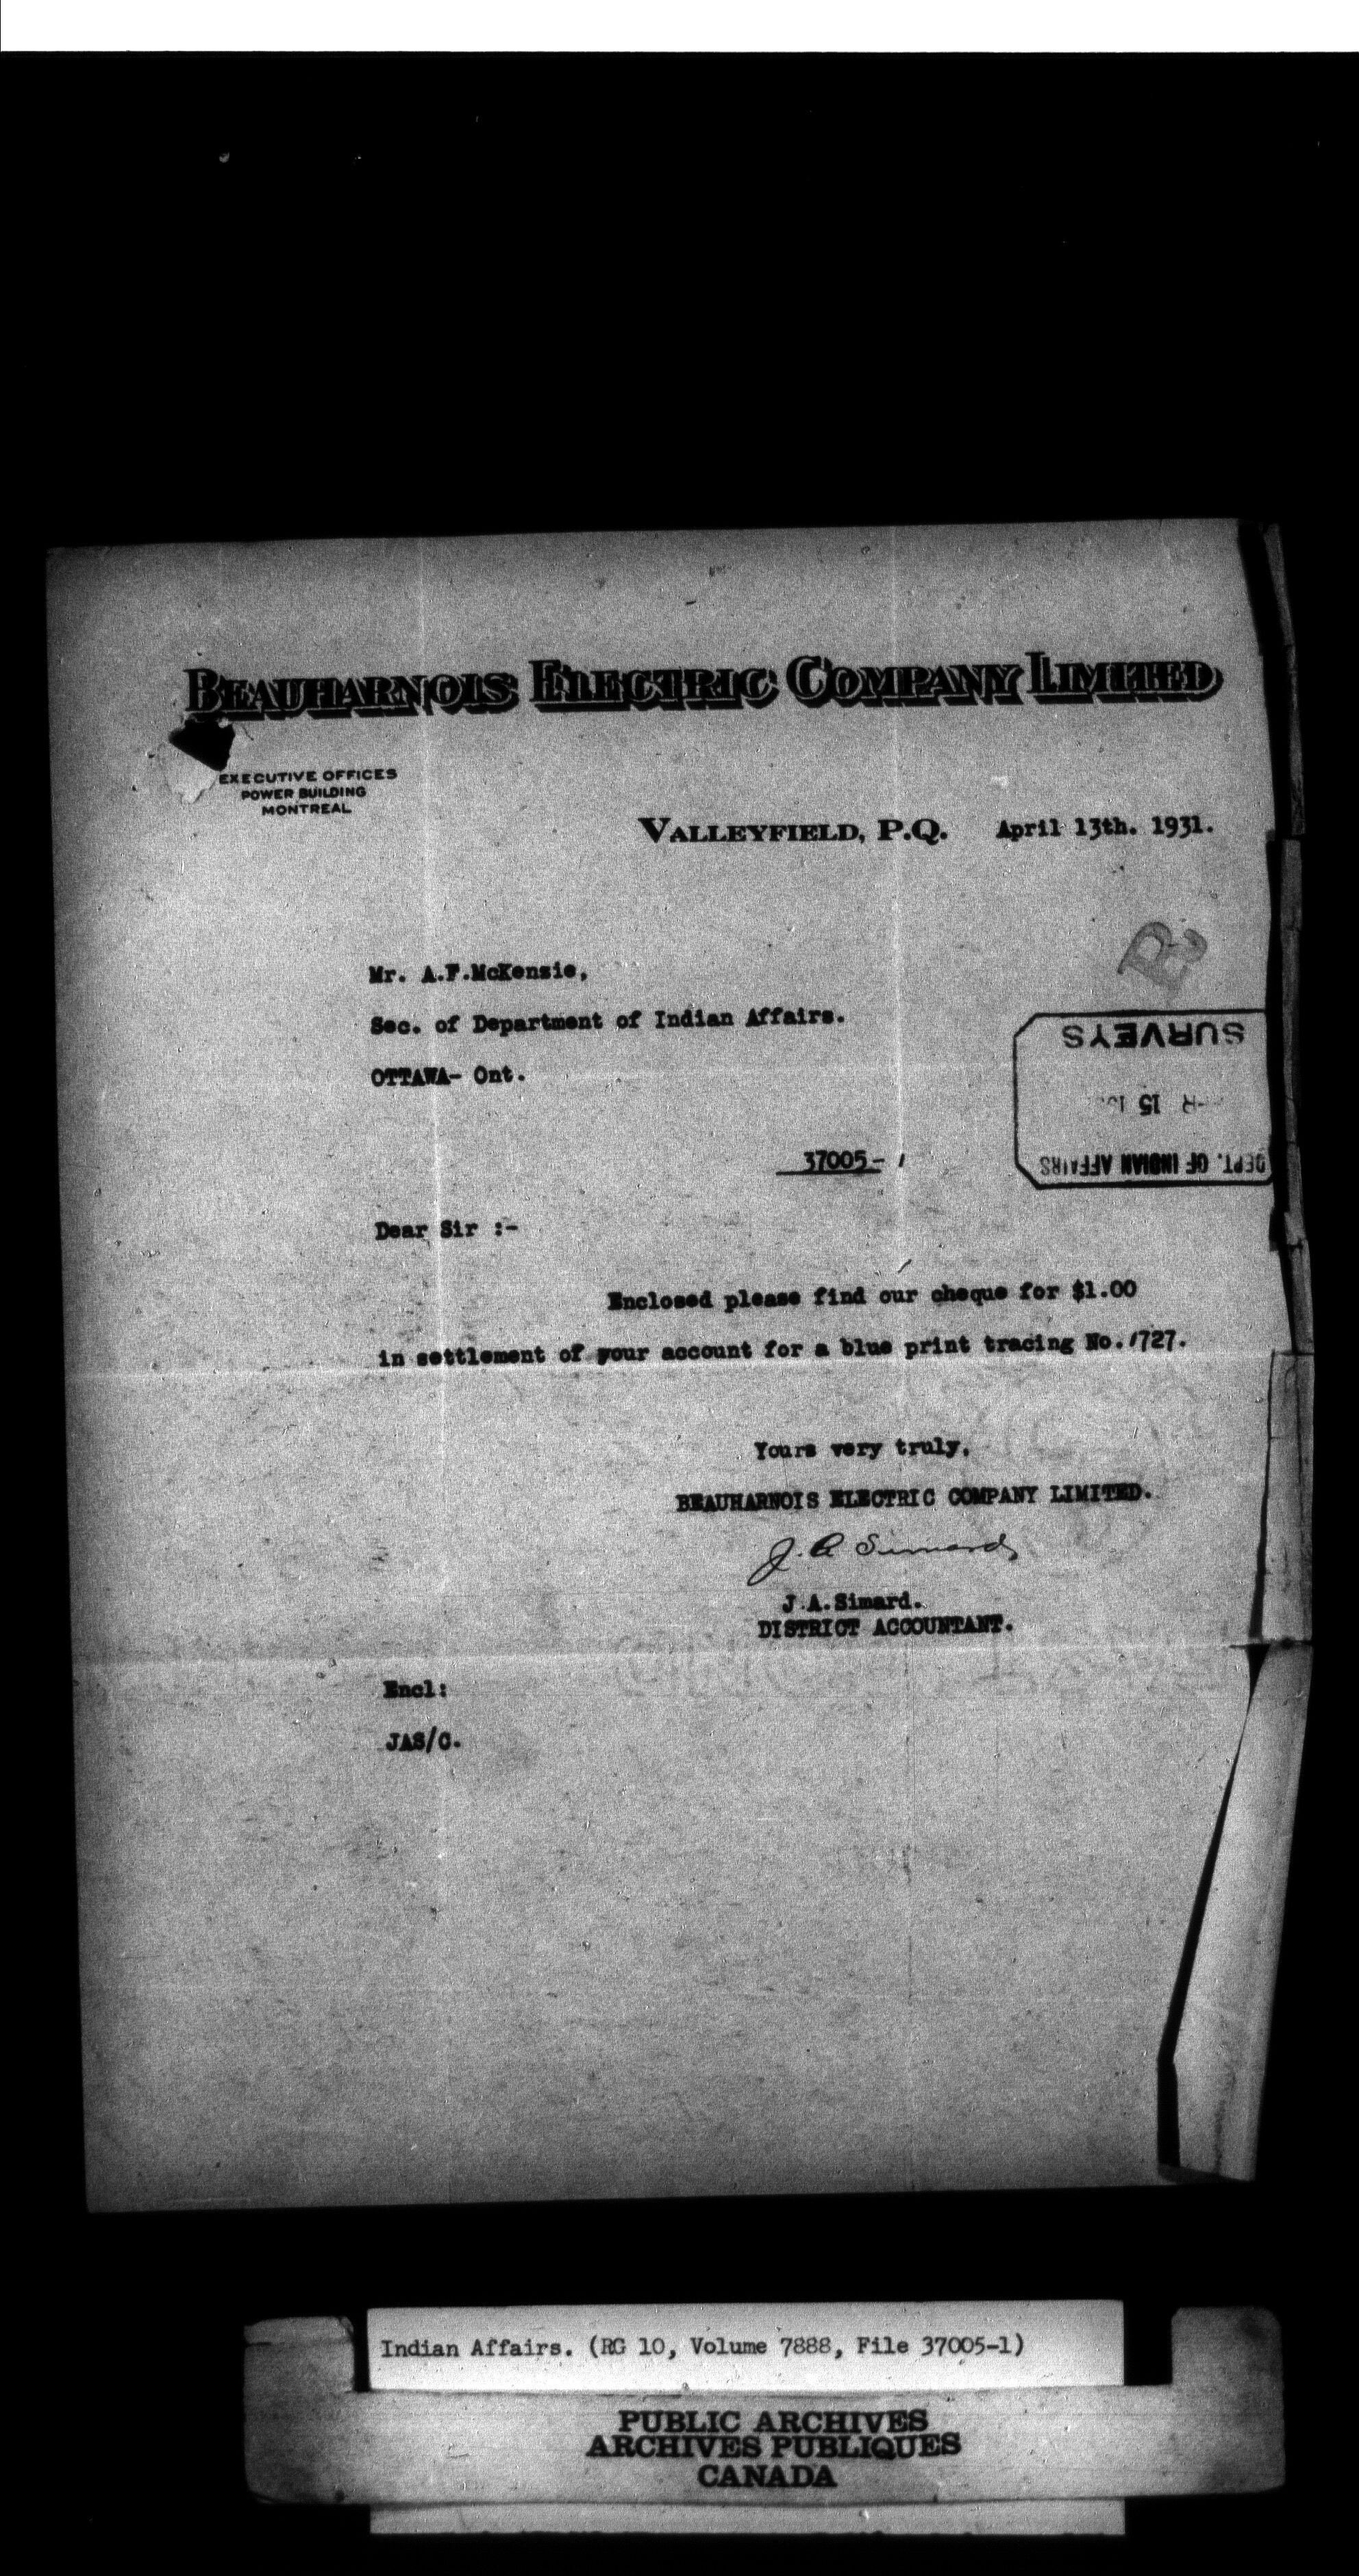 BEAUHARNOIS ELECTRIC COMPANY LIMITED
EXECUTIVE OFFICES
POWER BUILDING
MONTREAL
VALLEYFIELD, P.Q. April 13th. 1931.
Mr. A.F.McKenzie,
Sec. of Department of Indian Affairs.
OTTAWA- Ont.
SURVEYS
15
DEPT. OF INDIAN AFFAIRS
37005- 1
Dear Sir :-
Enclosed please find our cheque for $1.00
in settlement of your account for a blue print tracing No.1727.
Yours very truly,
BEAUHARNOIS ELECTRIC COMPANY LIMITED.
J. A. Simard
J.A.Simard.
DISTRICT ACCOUNTANT.
Encl:
JAS/C.
Indian Affairs. (RG 10, Volume 7888, File 37005-1)
PUBLIC ARCHIVES
ARCHIVES PUBLIQUES
CANADA